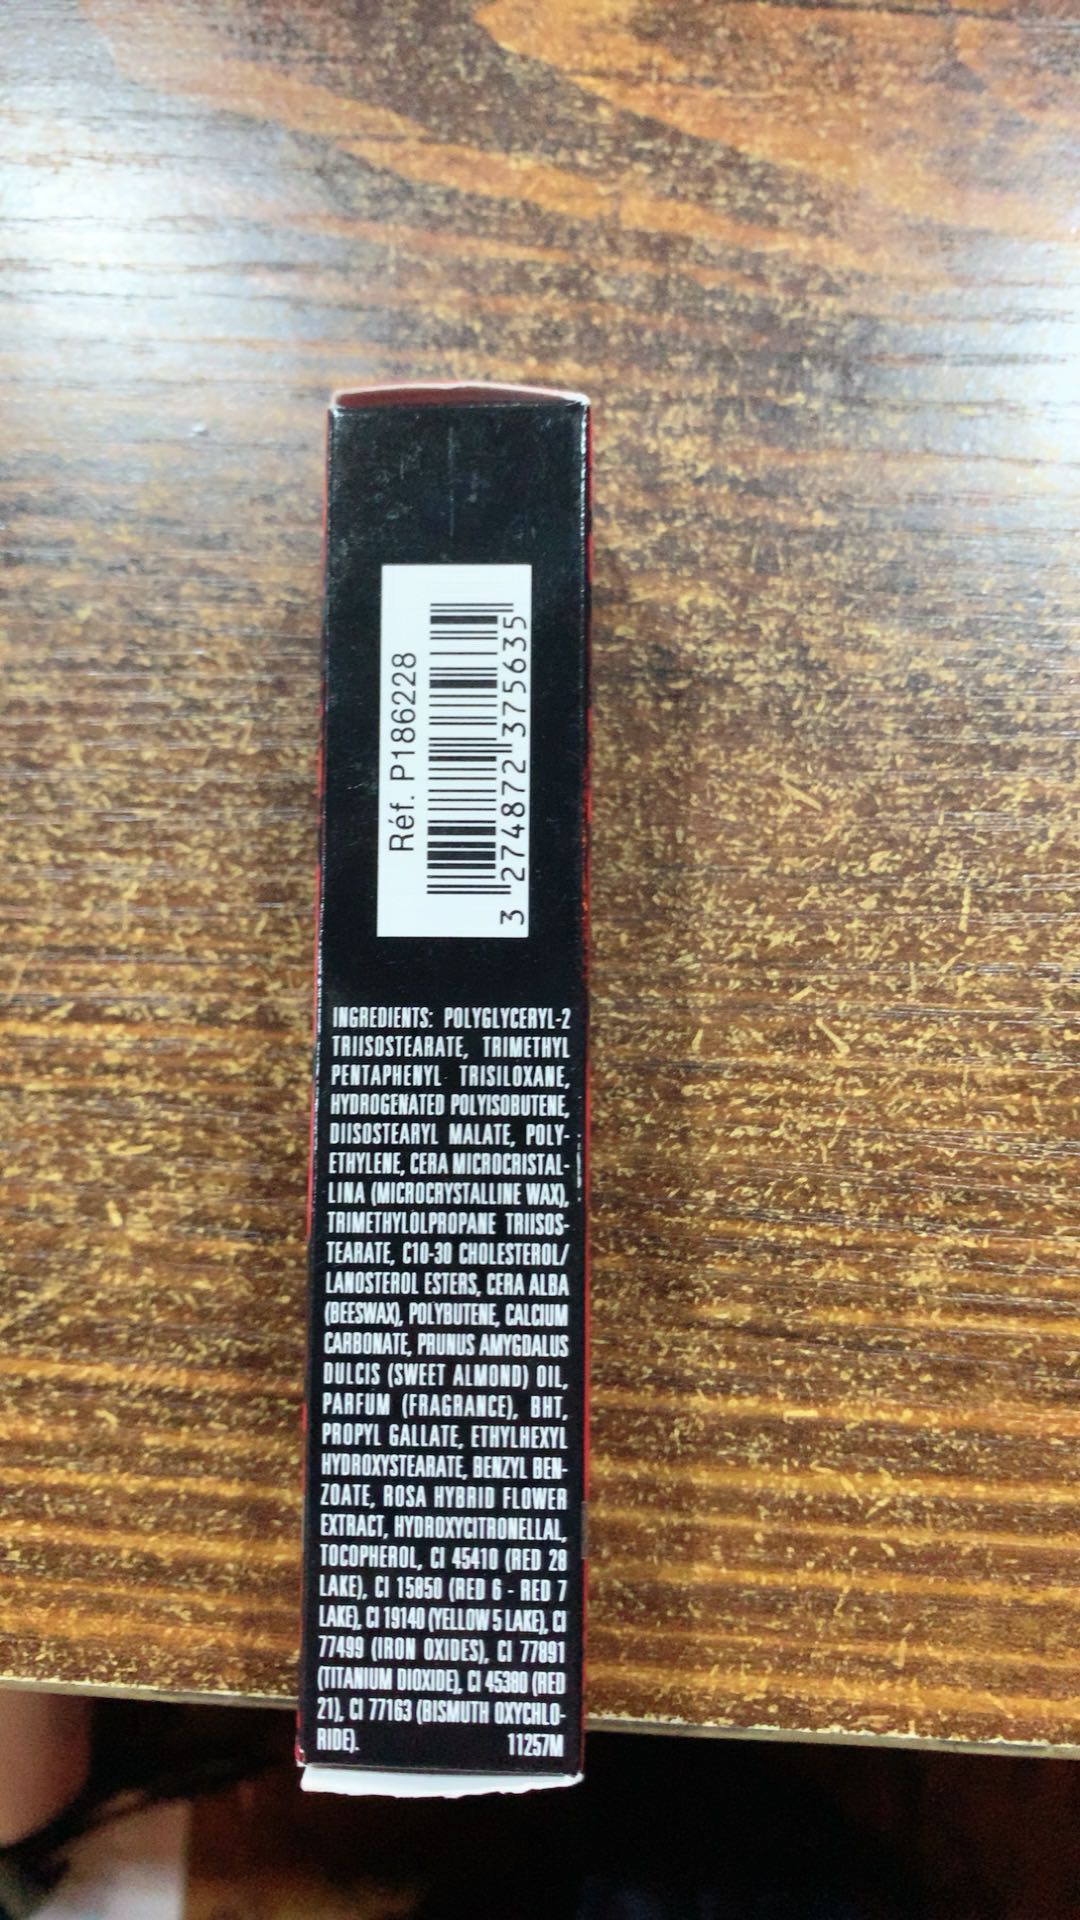 Réf. P186228
3 274872 375635
INGREDIENTS: POLYGLYCERYL-2
TRIISOSTEARATE, TRIMETHYL
PENTAPHENYL TRISILOXANE,
HYDROGENATED POLYISOBUTENE,
DIISOSTEARYL MALATE, POLY-
ETHYLENE, CERA MICROCRISTAL-
LINA (MICROCRYSTALLINE WAX),
TRIMETHYLOLPROPANE TRIISOS-
TEARATE, C10-30 CHOLESTEROL/
LANOSTEROL ESTERS, CERA ALBA
(BEESWAX), POLYBUTENE, CALCIUM
CARBONATE, PRUNUS AMYGDALUS
DULCIS (SWEET ALMOND) OIL,
PARFUM (FRAGRANCE), BHT,
PROPYL GALLATE, ETHYLHEXYL
HYDROXYSTEARATE, BENZYL BEN-
ZOATE, ROSA HYBRID FLOWER
EXTRACT, HYDROXYCITRONELLAL,
TOCOPHEROL, CI 45410 (RED 28
LAKE), CI 15850 (RED 6 - RED 7
LAKE), CI 19140 (YELLOW 5 LAKE), CI
77499 (IRON OXIDES), CI 77891
(TITANIUM DIOXIDE), CI 45380 (RED
21), CI 77163 (BISMUTH OXYCHLO-
RIDE). 11257M